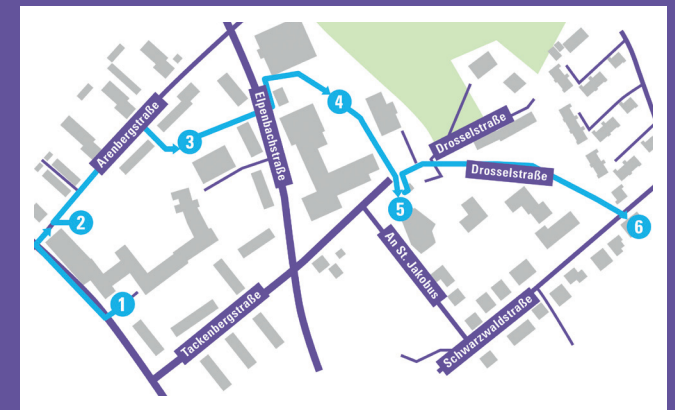 Arenbergstraße
Elpenbachstraße
4
3
Drosselstraße
Drosselstraße
2
5
6
An St. Jakobus
1
Tackenbergstraße
Schwarzwaldstraße